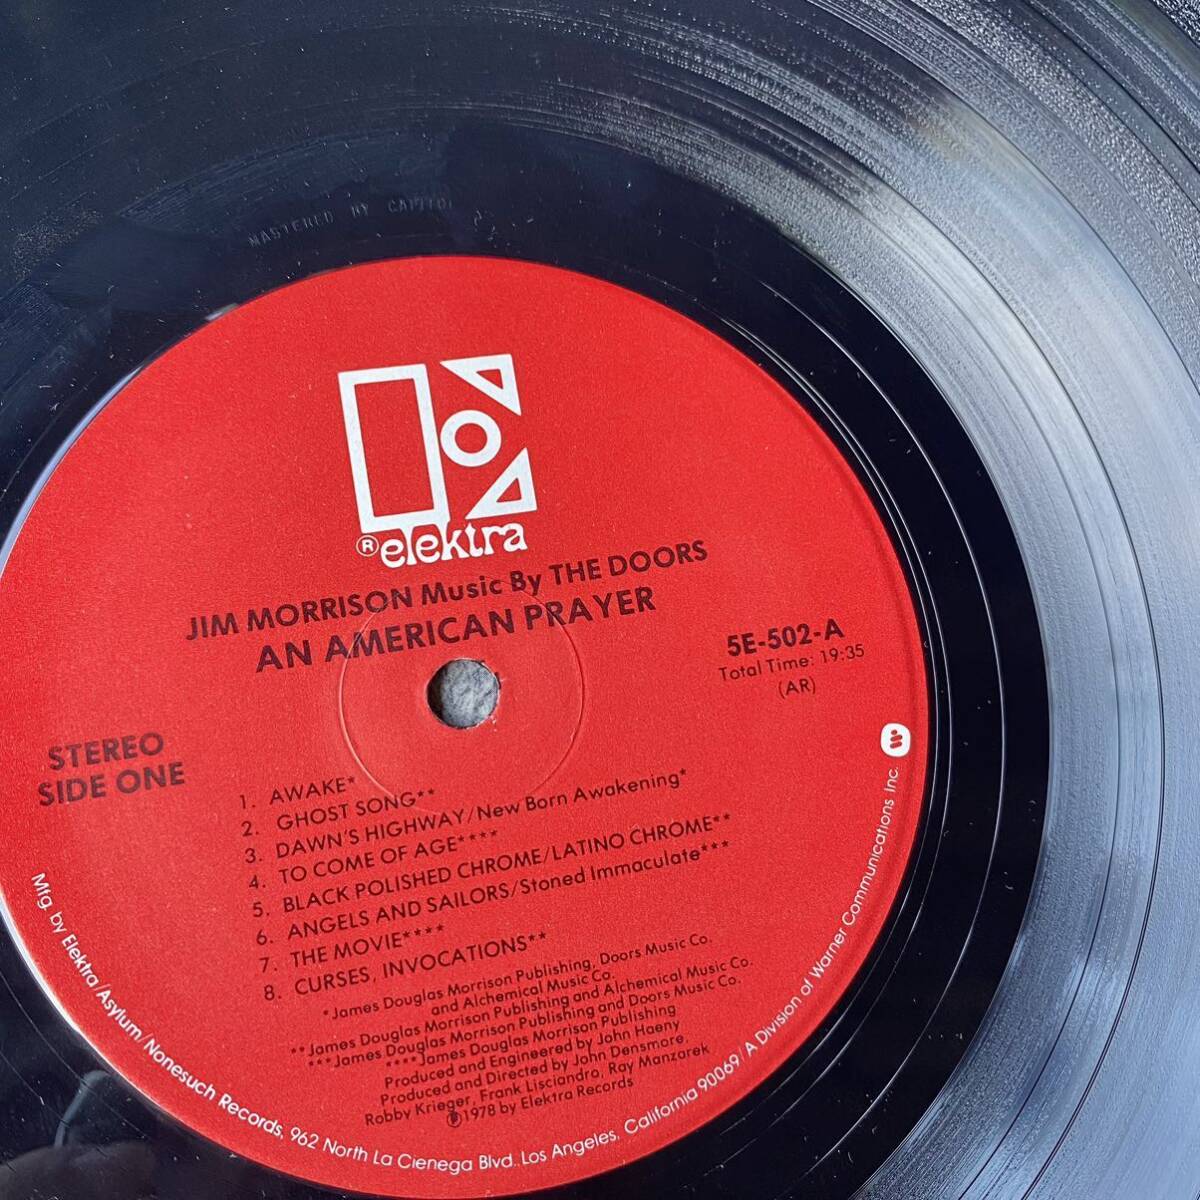 MASTERED BY CAPITOL
® elektra
JIM MORRISON Music By THE DOORS
AN AMERICAN PRAYER
5E-502-A
Total Time: 19:35
(AR)
STEREO
SIDE ONE
1. AWAKE*
2. GHOST SONG**
3. DAWN'S HIGHWAY/New Born Awakening*
4. TO COME OF AGE****
5. BLACK POLISHED CHROME/LATINO CHROME**
6. ANGELS AND SAILORS/Stoned Immaculate***
7. THE MOVIE****
8. CURSES, INVOCATIONS**
*James Douglas Morrison Publishing, Doors Music Co.
and Alchemical Music Co.
**James Douglas Morrison Publishing and Alchemical Music Co.
***James Douglas Morrison Publishing and Doors Music Co.
****James Douglas Morrison Publishing
Produced and Engineered by John Haeny
Produced and Directed by John Densmore,
Robby Krieger, Frank Lisciandro, Ray Manzarek
℗1978 by Elektra Records
Mfg. by Elektra/Asylum/Nonesuch Records, 962 North La Cienega Blvd. Los Angeles, California 90069/A Division of Warner Communications Inc.